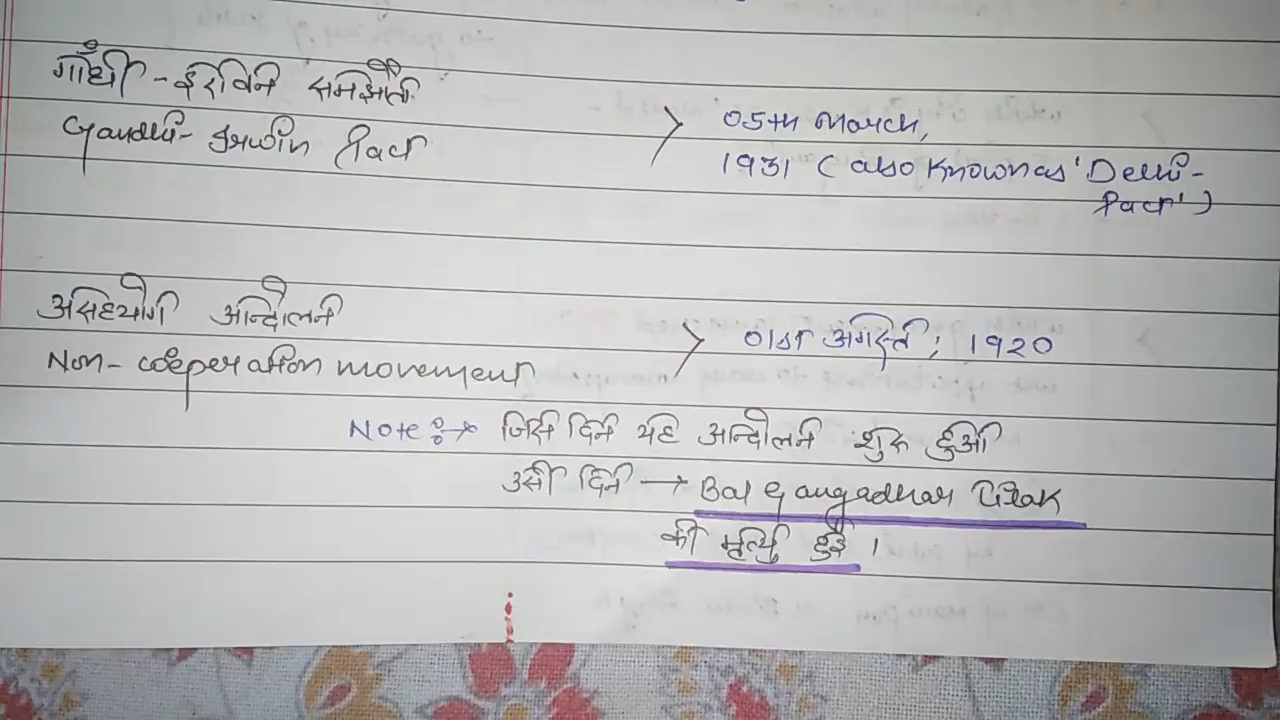 गाँधी - इरविन समझौता
Gandhi - Irwin Pact > 05th March,
1931 (also known as 'Delhi-
Pact')
असहयोग आन्दोलन
Non - cooperation movement > 01st अगस्त, 1920
Note :→ जिस दिन यह आन्दोलन शुरु हुआ
उसी दिन → Bal Gangadhar Tilak
की मृत्यु हुई ।